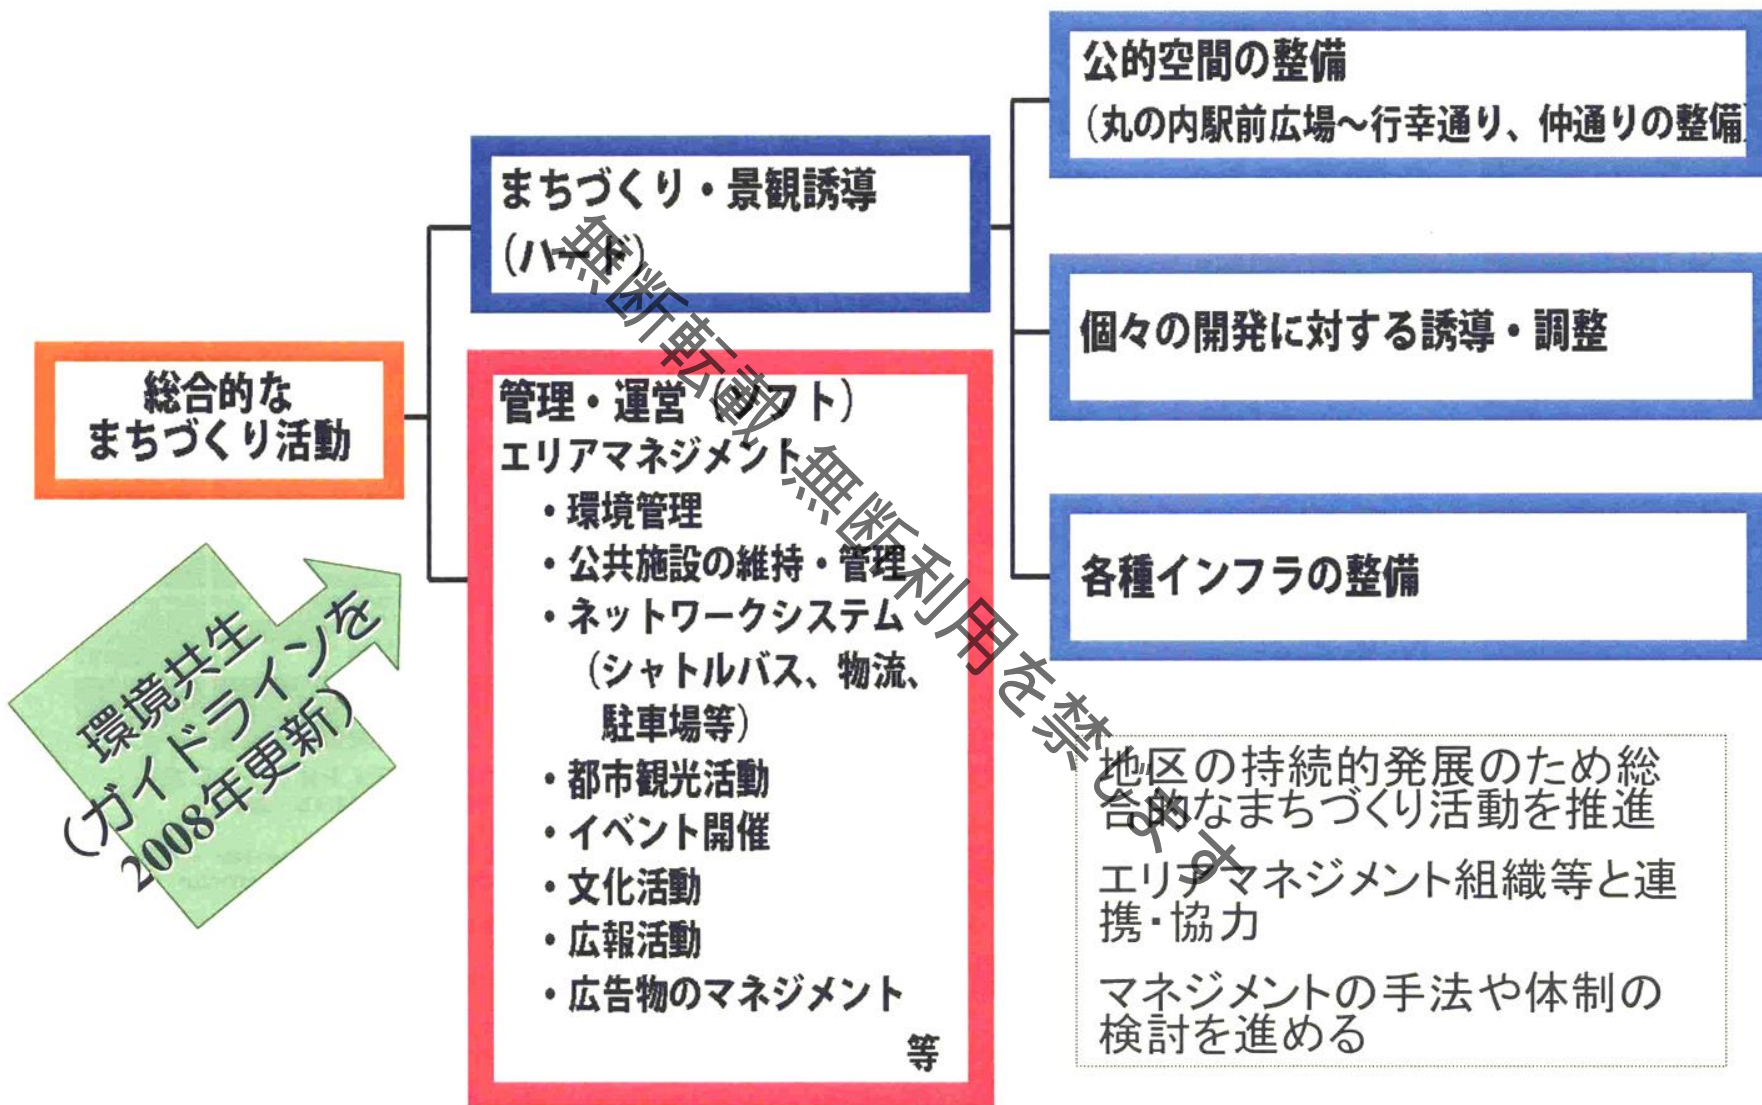 総合的な
まちづくり活動
環境共生
（ガイドラインを
2008年更新）
まちづくり・景観誘導
（ハード）
管理・運営（ソフト）
エリアマネジメント
・環境管理
・公共施設の維持・管理
・ネットワークシステム
（シャトルバス、物流、
駐車場等）
・都市観光活動
・イベント開催
・文化活動
・広報活動
・広告物のマネジメント
等
公的空間の整備
（丸の内駅前広場～行幸通り、仲通りの整備）
個々の開発に対する誘導・調整
各種インフラの整備
地区の持続的発展のため総
合的なまちづくり活動を推進
エリアマネジメント組織等と連
携・協力
マネジメントの手法や体制の
検討を進める
無断転載、無断利用を禁じます